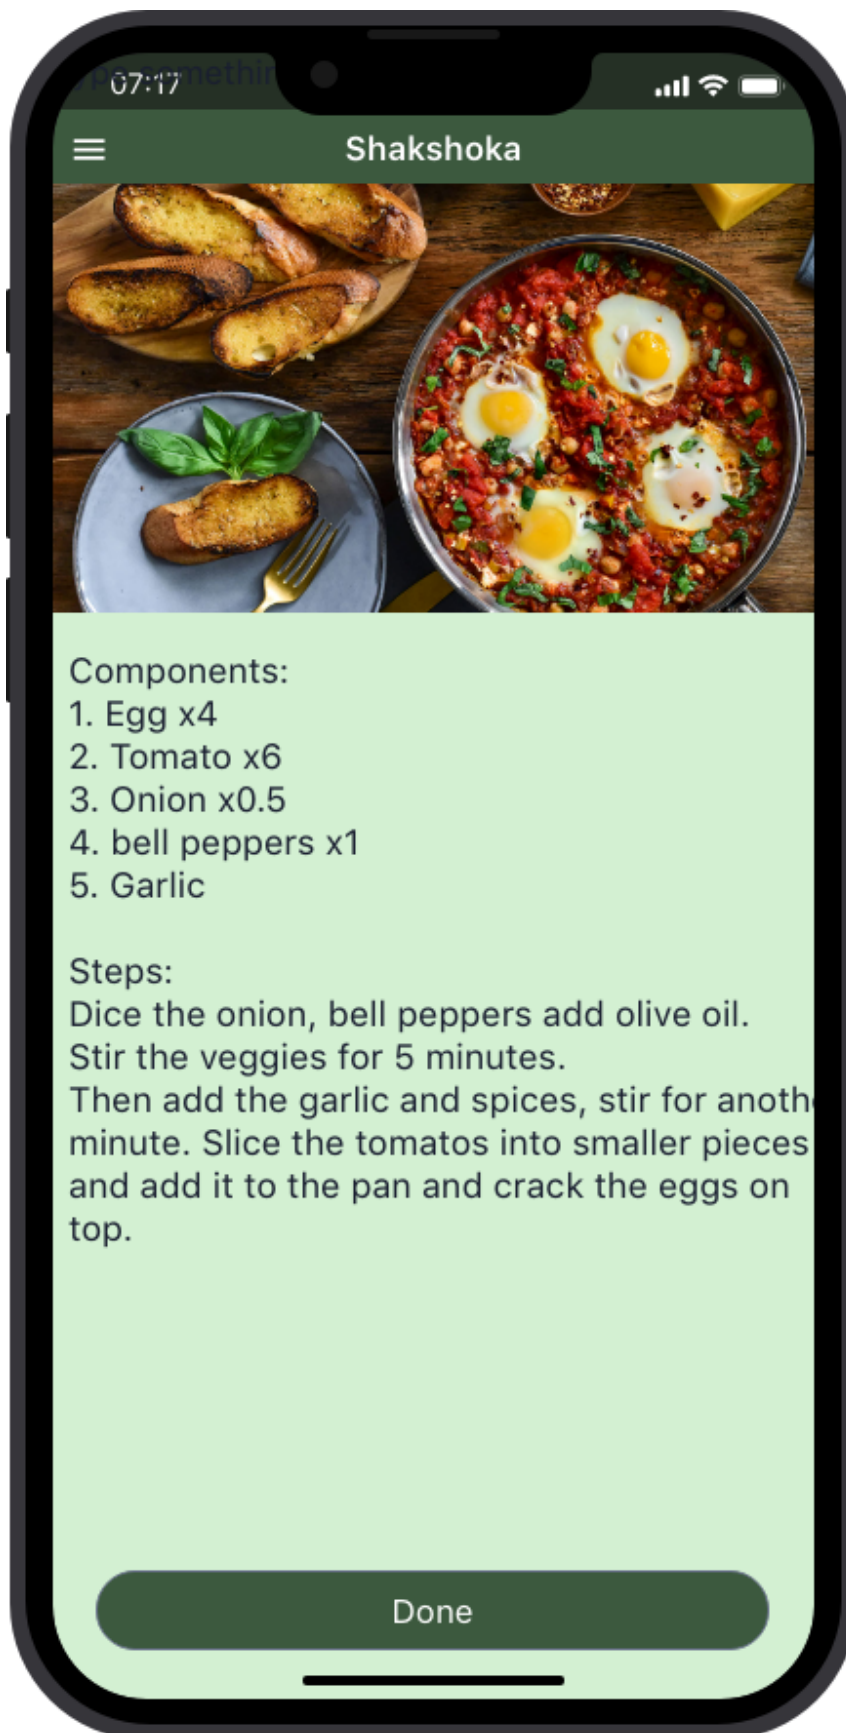 ype somethin
07:17
Shakshoka
Components:
1. Egg x4
2. Tomato x6
3. Onion x0.5
4. bell peppers x1
5. Garlic
Steps:
Dice the onion, bell peppers add olive oil.
Stir the veggies for 5 minutes.
Then add the garlic and spices, stir for anoth
minute. Slice the tomatos into smaller pieces
and add it to the pan and crack the eggs on
top.
Done